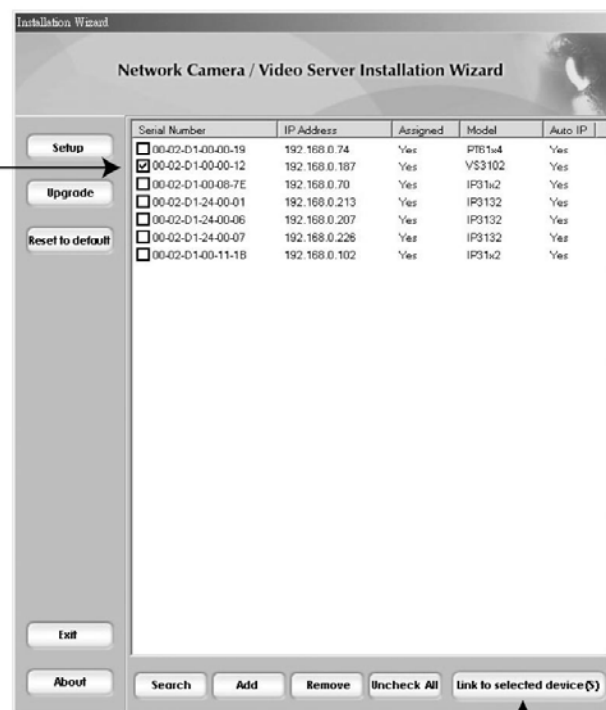 Installation Wizard
Network Camera / Video Server Installation Wizard
Setup
Upgrade
Reset to default
Serial Number IP Address Assigned Model Auto IP
00-02-D1-00-00-19 192.168.0.74 Yes PT61x4 Yes
00-02-D1-00-00-12 192.168.0.187 Yes VS3102 Yes
00-02-D1-00-08-7E 192.168.0.70 Yes IP31x2 Yes
00-02-D1-24-00-01 192.168.0.213 Yes IP3132 Yes
00-02-D1-24-00-06 192.168.0.207 Yes IP3132 Yes
00-02-D1-24-00-07 192.168.0.226 Yes IP3132 Yes
00-02-D1-00-11-1B 192.168.0.102 Yes IP31x2 Yes
Exit
About
Search Add Remove Uncheck All Link to selected device(S)